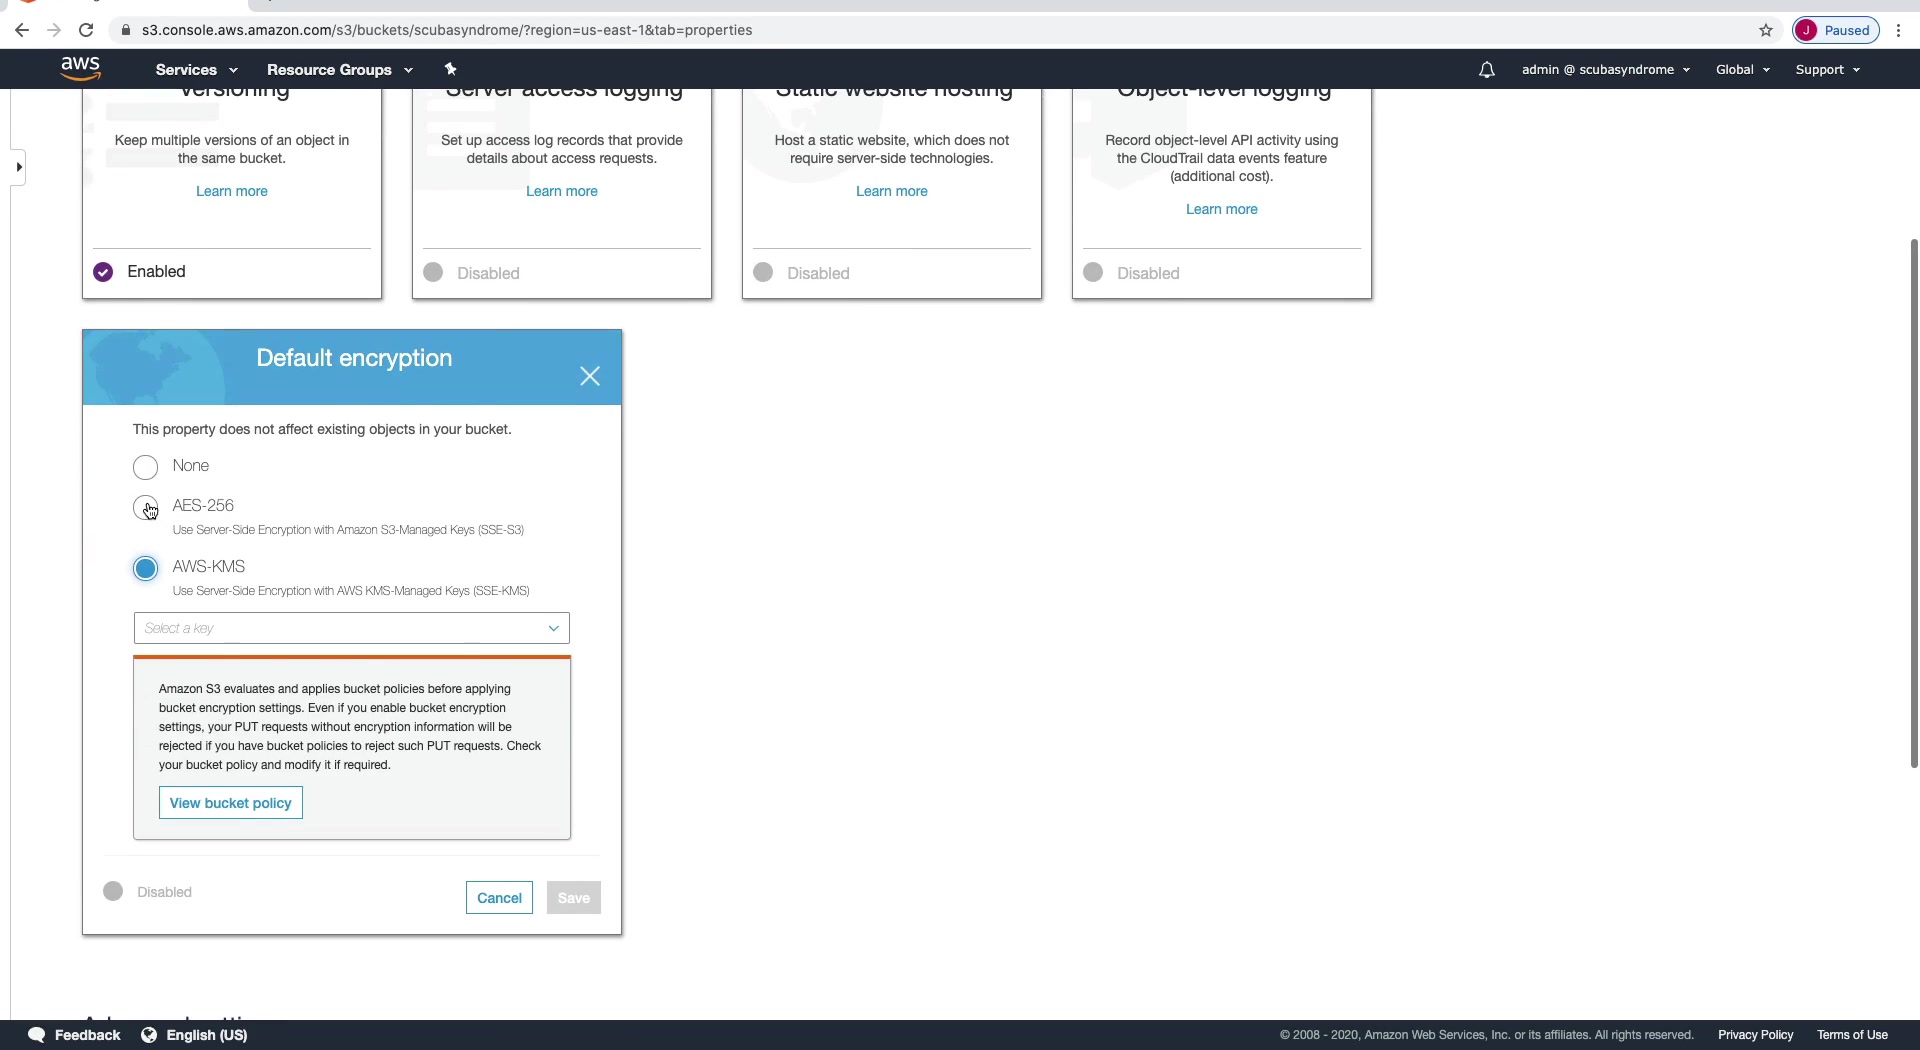 s3.console.aws.amazon.com/s3/buckets/scubasyndrome/?region=us-east-1&tab=properties
J Paused
aws Services Resource Groups admin @ scubasyndrome Global Support
Versioning
Keep multiple versions of an object in
the same bucket.
Learn more
Enabled
Server access logging
Set up access log records that provide
details about access requests.
Learn more
Disabled
Static website hosting
Host a static website, which does not
require server-side technologies.
Learn more
Disabled
Object-level logging
Record object-level API activity using
the CloudTrail data events feature
(additional cost).
Learn more
Disabled
Default encryption
This property does not affect existing objects in your bucket.
None
AES-256
Use Server-Side Encryption with Amazon S3-Managed Keys (SSE-S3)
AWS-KMS
Use Server-Side Encryption with AWS KMS-Managed Keys (SSE-KMS)
Select a key
Amazon S3 evaluates and applies bucket policies before applying
bucket encryption settings. Even if you enable bucket encryption
settings, your PUT requests without encryption information will be
rejected if you have bucket policies to reject such PUT requests. Check
your bucket policy and modify it if required.
View bucket policy
Disabled
Cancel Save
Feedback English (US) © 2008 - 2020, Amazon Web Services, Inc. or its affiliates. All rights reserved. Privacy Policy Terms of Use